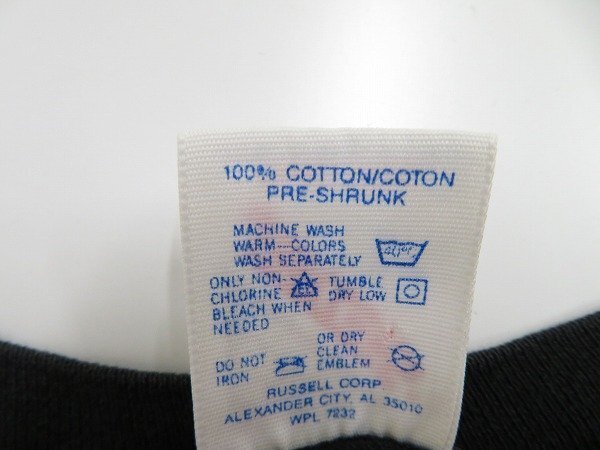 100% COTTON/COTON
PRE-SHRUNK
MACHINE WASH
WARM—COLORS
WASH SEPARATELY
40°
ONLY NON-
CHLORINE
BLEACH WHEN
NEEDED
TUMBLE
DRY LOW
DO NOT
IRON
OR DRY
CLEAN
EMBLEM
RUSSELL CORP
ALEXANDER CITY, AL 35010
WPL 7232